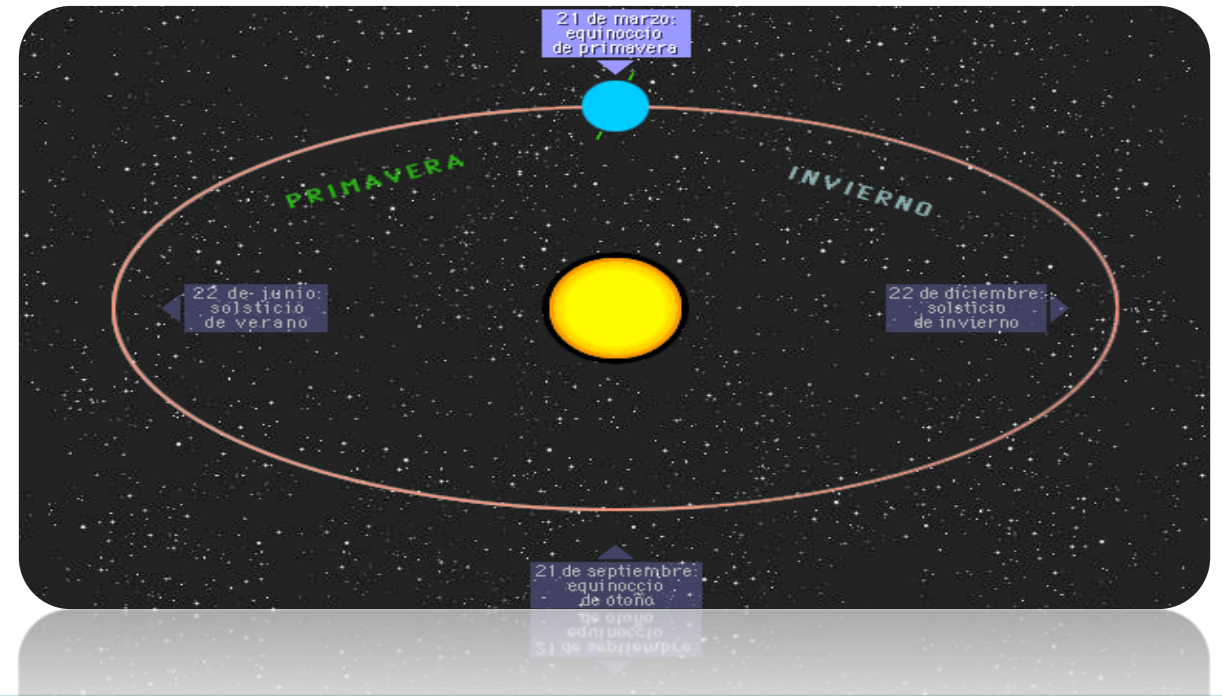 21 de marzo:
equinoccio
de primavera
PRIMAVERA
INVIERNO
22 de junio:
solsticio
de verano
22 de diciembre:
solsticio
de invierno
21 de septiembre:
equinoccio
de otoño